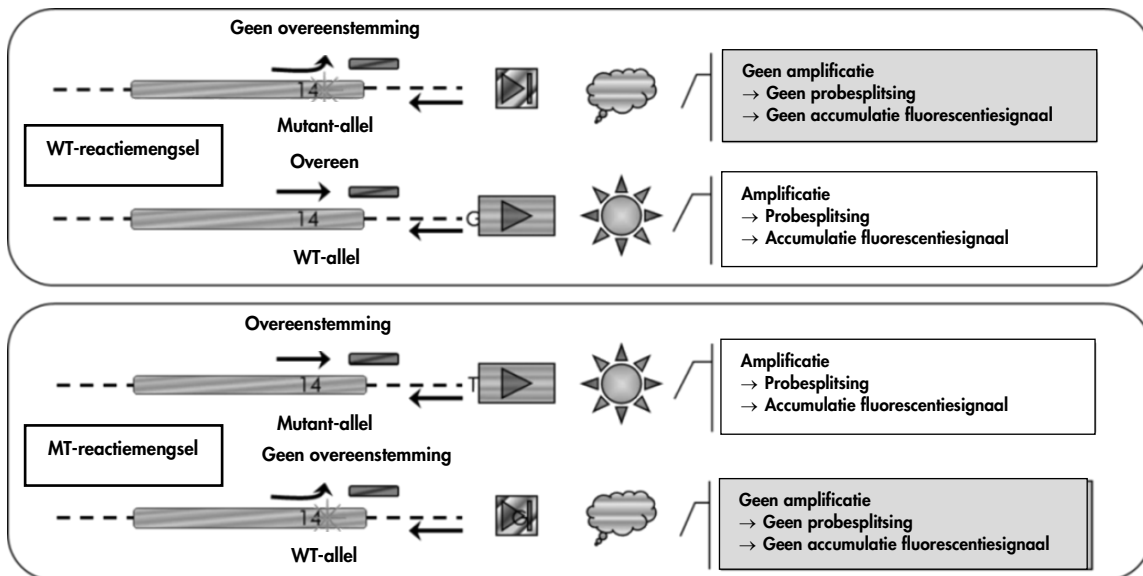 Geen overeenstemming
14
Mutant-allel
Geen amplificatie
→ Geen probesplitsing
→ Geen accumulatie fluorescentiesignaal
WT-reactiemengsel
Overeen
14
G
WT-allel
Amplificatie
→ Probesplitsing
→ Accumulatie fluorescentiesignaal
Overeenstemming
14
T
Mutant-allel
Amplificatie
→ Probesplitsing
→ Accumulatie fluorescentiesignaal
MT-reactiemengsel
Geen overeenstemming
14
WT-allel
Geen amplificatie
→ Geen probesplitsing
→ Geen accumulatie fluorescentiesignaal